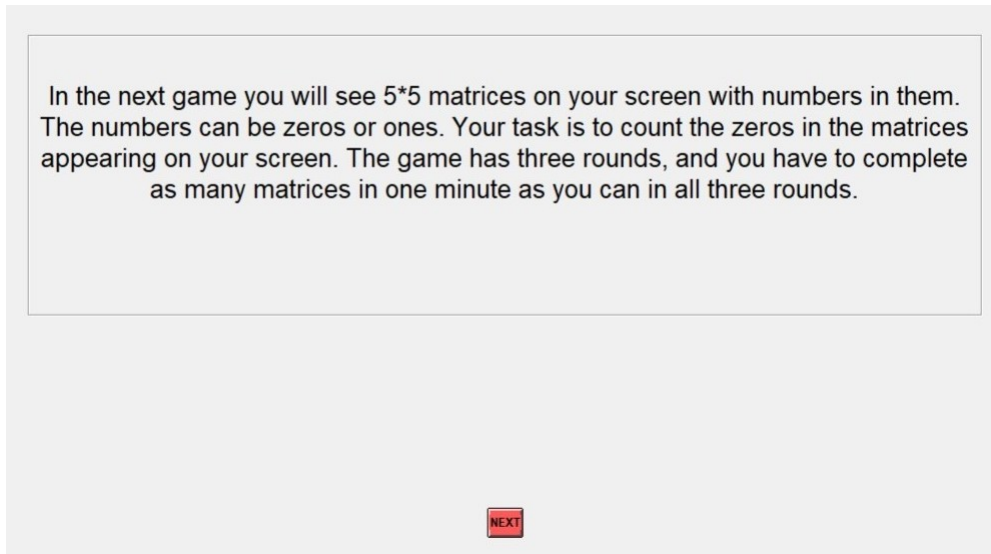 In the next game you will see 5*5 matrices on your screen with numbers in them.
The numbers can be zeros or ones. Your task is to count the zeros in the matrices
appearing on your screen. The game has three rounds, and you have to complete
as many matrices in one minute as you can in all three rounds.
NEXT